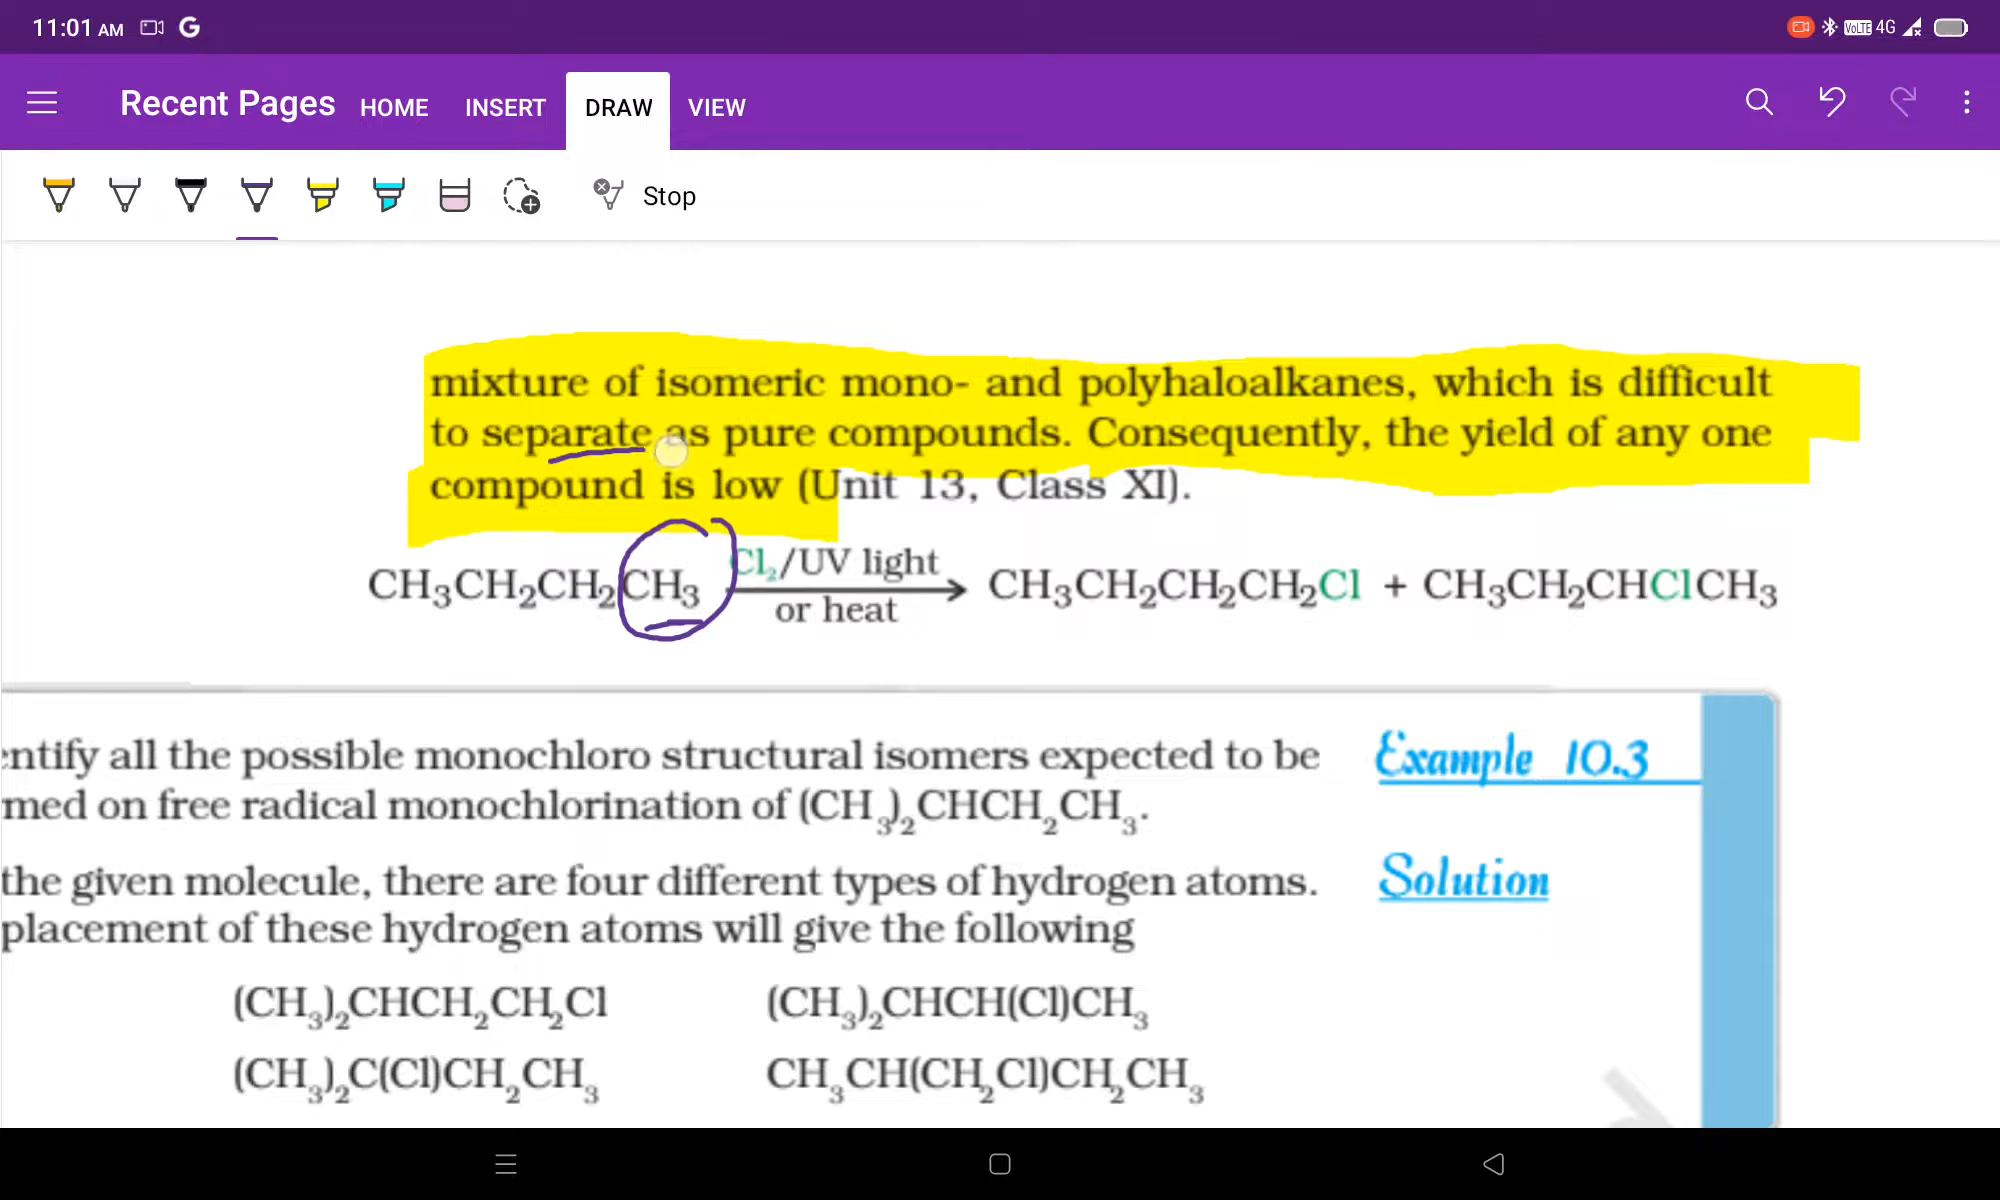 11:01 AM
VoLTE 4G
Recent Pages HOME INSERT DRAW VIEW
Stop
mixture of isomeric mono- and polyhaloalkanes, which is difficult
to separate as pure compounds. Consequently, the yield of any one
compound is low (Unit 13, Class XI).
CH₃CH₂CH₂CH₃ Cl₂/UV light or heat CH₃CH₂CH₂CH₂Cl + CH₃CH₂CHClCH₃
entify all the possible monochloro structural isomers expected to be
Example 10.3
med on free radical monochlorination of (CH₃)₂CHCH₂CH₃.
the given molecule, there are four different types of hydrogen atoms.
Solution
placement of these hydrogen atoms will give the following
(CH₃)₂CHCH₂CH₂Cl (CH₃)₂CHCH(Cl)CH₃
(CH₃)₂C(Cl)CH₂CH₃ CH₃CH(CH₂Cl)CH₂CH₃